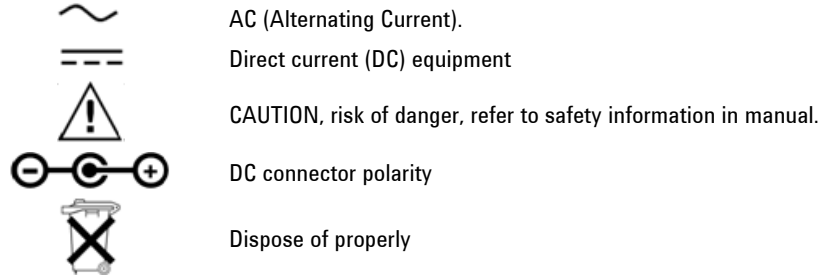 AC (Alternating Current).
Direct current (DC) equipment
CAUTION, risk of danger, refer to safety information in manual.
DC connector polarity
Dispose of properly